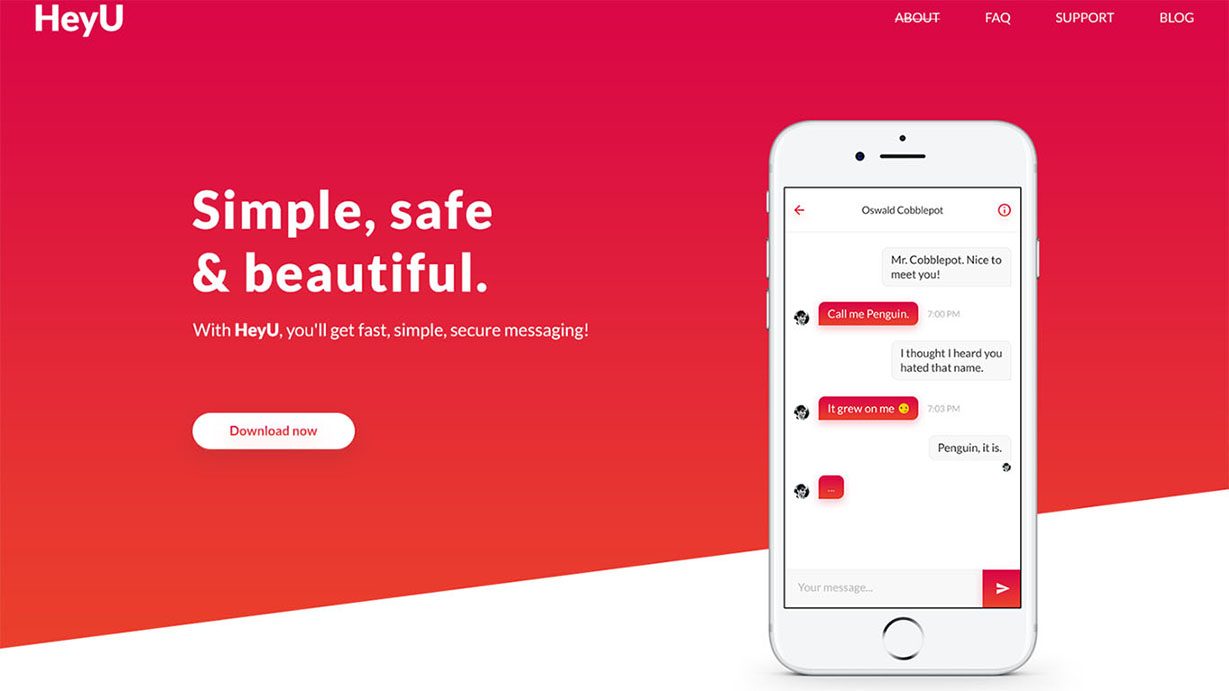 HeyU
ABOUT
FAQ
SUPPORT
BLOG
Simple, safe
& beautiful.
With HeyU, you'll get fast, simple, secure messaging!
Download now
Oswald Cobblepot
Mr. Cobblepot. Nice to
meet you!
Call me Penguin.
7:00 PM
I thought I heard you
hated that name.
It grew on me 😏
7:03 PM
Penguin, it is.
...
Your message...